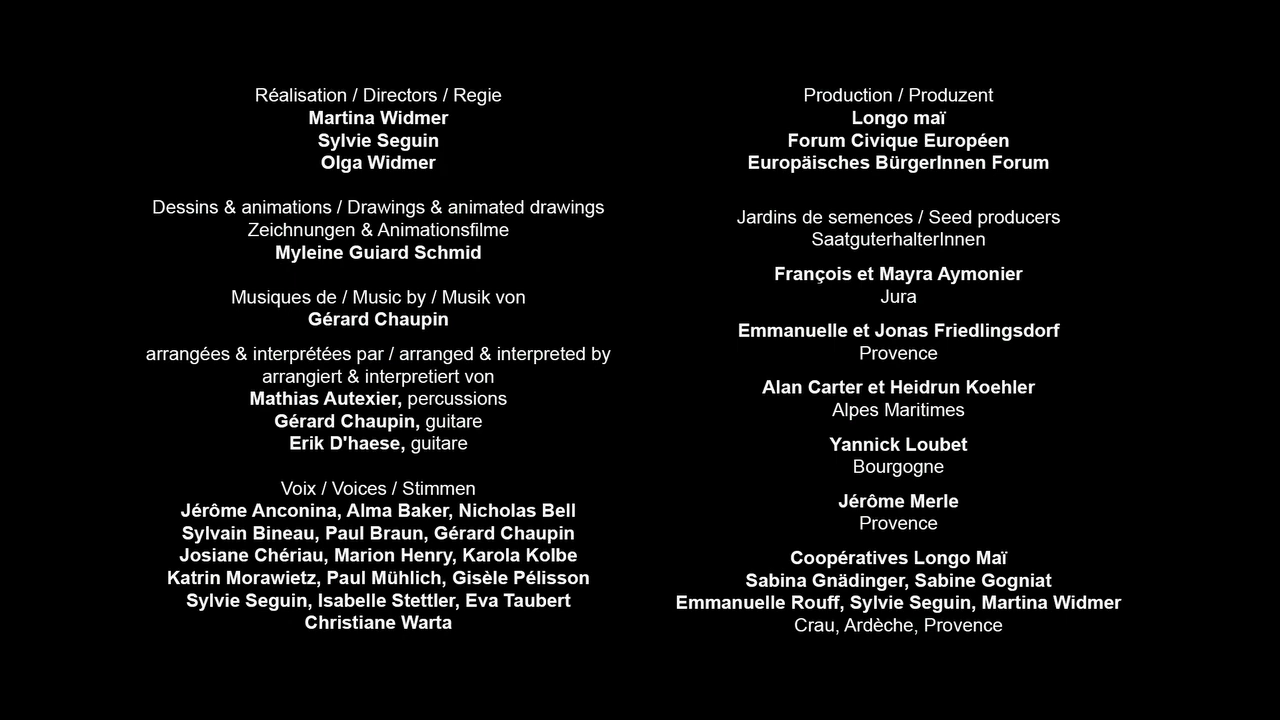 Réalisation / Directors / Regie
Martina Widmer
Sylvie Seguin
Olga Widmer
Dessins & animations / Drawings & animated drawings
Zeichnungen & Animationsfilme
Myleine Guiard Schmid
Musiques de / Music by / Musik von
Gérard Chaupin
arrangées & interprétées par / arranged & interpreted by
arrangiert & interpretiert von
Mathias Autexier, percussions
Gérard Chaupin, guitare
Erik D'haese, guitare
Voix / Voices / Stimmen
Jérôme Anconina, Alma Baker, Nicholas Bell
Sylvain Bineau, Paul Braun, Gérard Chaupin
Josiane Chériau, Marion Henry, Karola Kolbe
Katrin Morawietz, Paul Mühlich, Gisèle Pélisson
Sylvie Seguin, Isabelle Stettler, Eva Taubert
Christiane Warta
Production / Produzent
Longo maï
Forum Civique Européen
Europäisches BürgerInnen Forum
Jardins de semences / Seed producers
SaatguterhalterInnen
François et Mayra Aymonier
Jura
Emmanuelle et Jonas Friedlingsdorf
Provence
Alan Carter et Heidrun Koehler
Alpes Maritimes
Yannick Loubet
Bourgogne
Jérôme Merle
Provence
Coopératives Longo Maï
Sabina Gnädinger, Sabine Gogniat
Emmanuelle Rouff, Sylvie Seguin, Martina Widmer
Crau, Ardèche, Provence